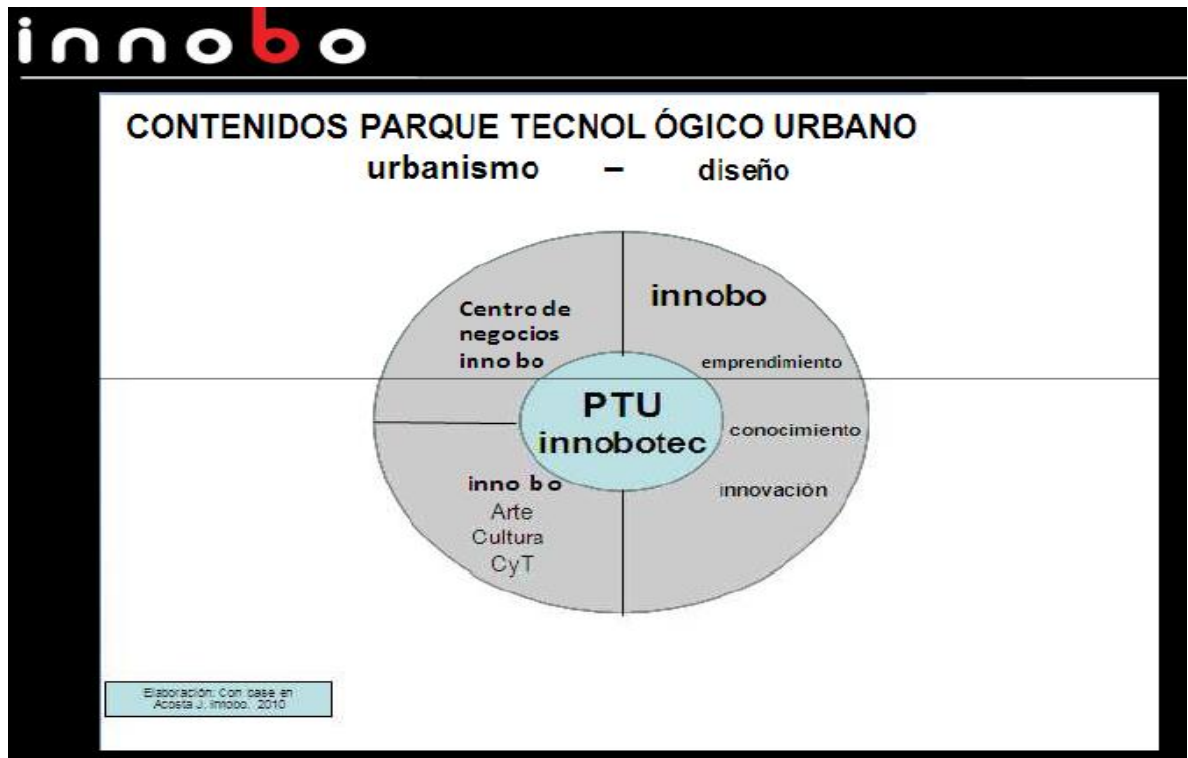 innobo
CONTENIDOS PARQUE TECNOL ÓGICO URBANO
urbanismo – diseño
Centro de
negocios
inno bo
innobo
emprendimiento
conocimiento
innovación
PTU
innobotec
inno bo
Arte
Cultura
CyT
Elaboración: Con base en
Acosta J. Innobo. 2010